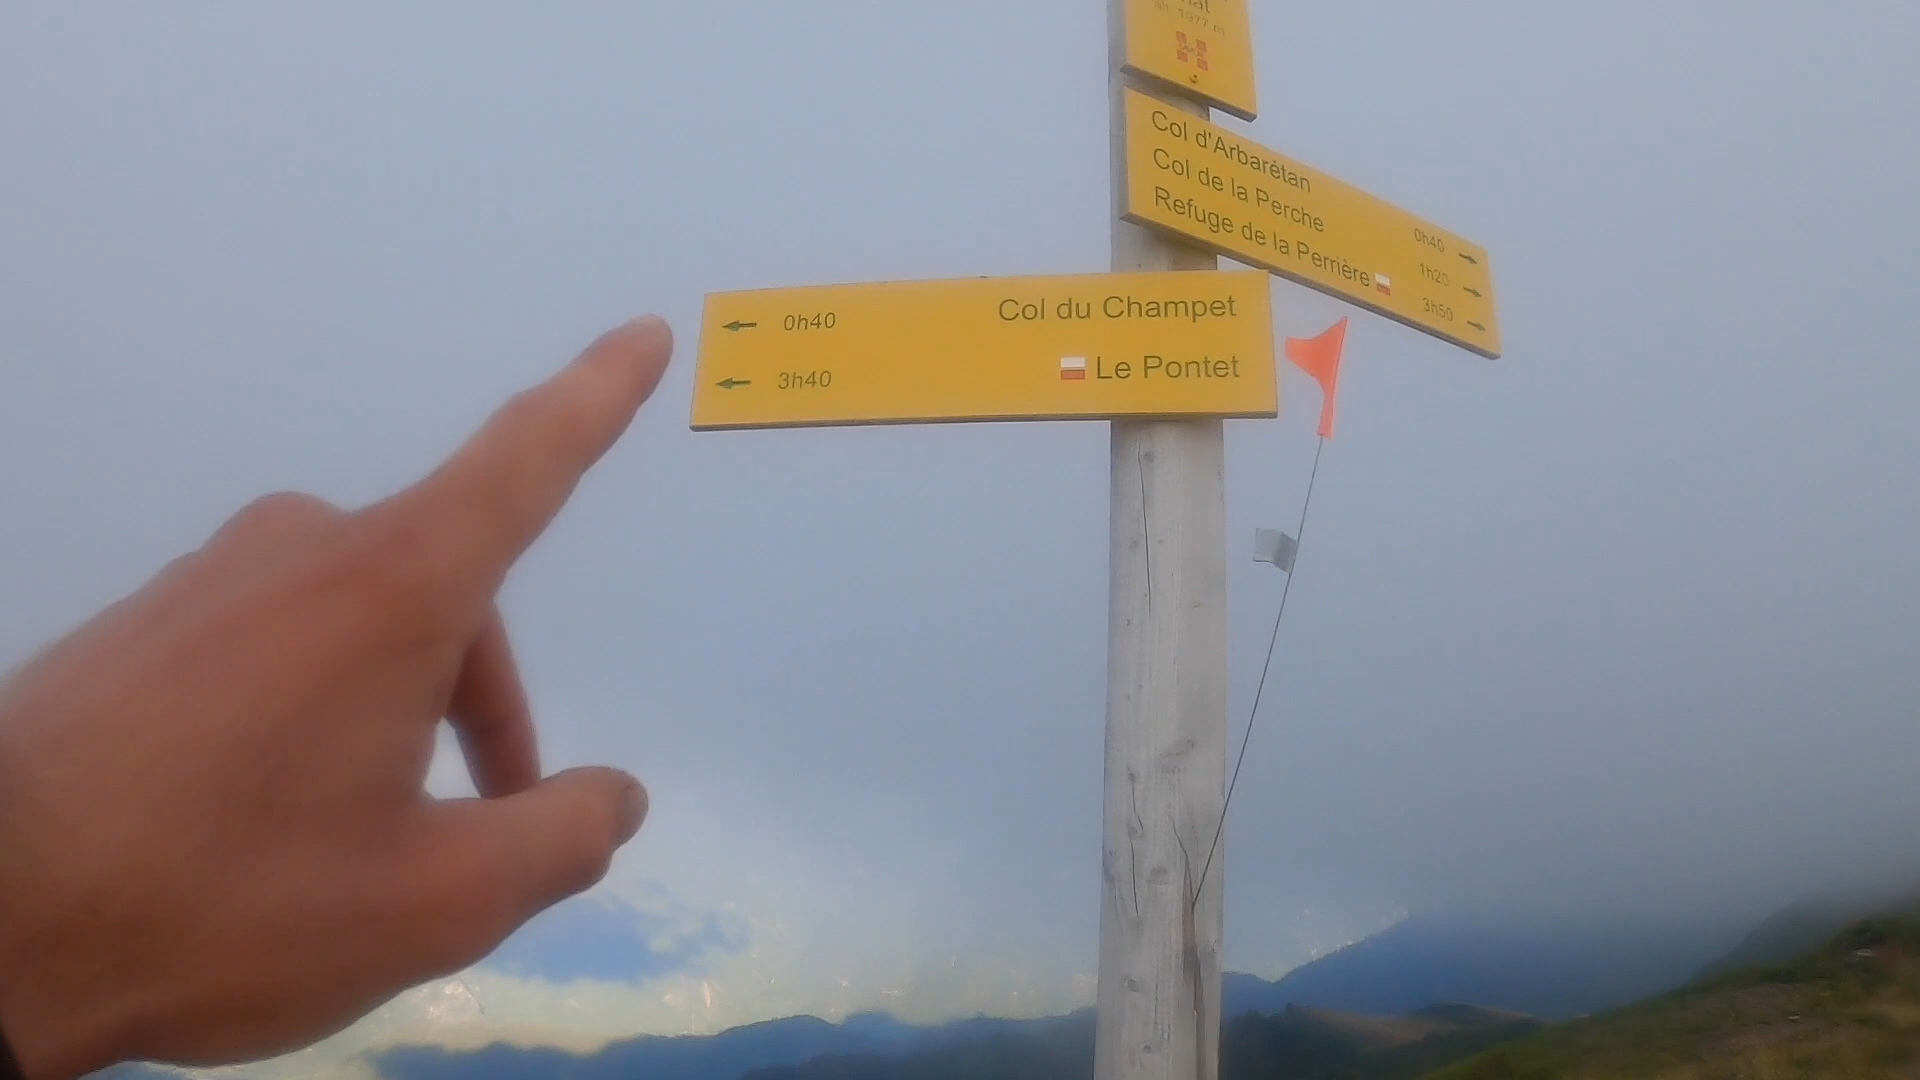 1977 m
Col d'Arbarétan 0h40
Col de la Perche 1h20
Refuge de la Perrière 3h50
0h40 Col du Champet
3h40 Le Pontet